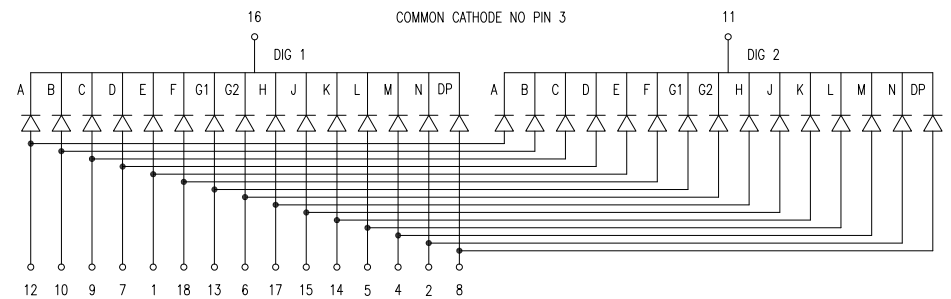 16 COMMON CATHODE NO PIN 3 11
DIG 1 DIG 2
A B C D E F G1 G2 H J K L M N DP A B C D E F G1 G2 H J K L M N DP
12 10 9 7 1 18 13 6 17 15 14 5 4 2 8